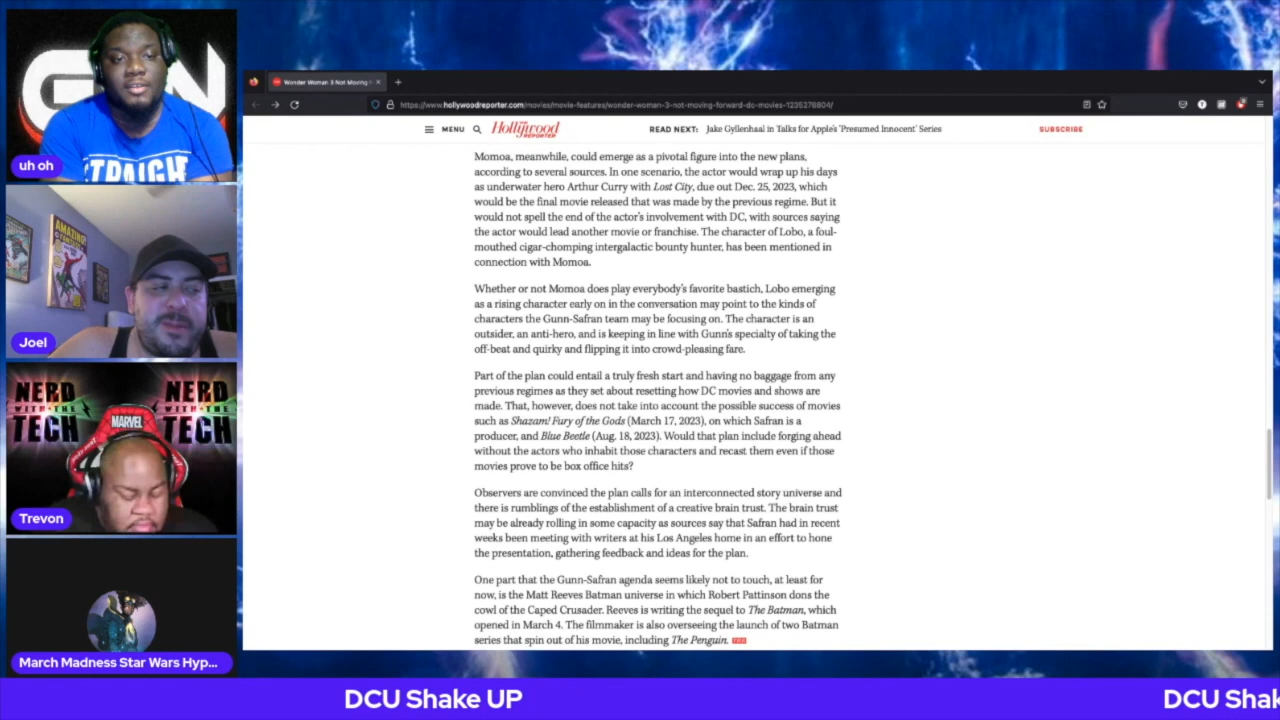 GN
STRAIGHT
uh oh
AMAZING
Joel
NERD
WITH THE
TECH
NERD
WITH THE
TECH
MARVEL
Trevon
March Madness Star Wars Hyp...
Wonder Woman 3 Not Moving F
https://www.hollywoodreporter.com/movies/movie-features/wonder-woman-3-not-moving-forward-dc-movies-1235276804/
MENU
Hollywood
REPORTER
READ NEXT: Jake Gyllenhaal in Talks for Apple's 'Presumed Innocent' Series
SUBSCRIBE
Momoa, meanwhile, could emerge as a pivotal figure into the new plans,
according to several sources. In one scenario, the actor would wrap up his days
as underwater hero Arthur Curry with Lost City, due out Dec. 25, 2023, which
would be the final movie released that was made by the previous regime. But it
would not spell the end of the actor's involvement with DC, with sources saying
the actor would lead another movie or franchise. The character of Lobo, a foul-
mouthed cigar-chomping intergalactic bounty hunter, has been mentioned in
connection with Momoa.
Whether or not Momoa does play everybody's favorite bastich, Lobo emerging
as a rising character early on in the conversation may point to the kinds of
characters the Gunn-Safran team may be focusing on. The character is an
outsider, an anti-hero, and is keeping in line with Gunn's specialty of taking the
off-beat and quirky and flipping it into crowd-pleasing fare.
Part of the plan could entail a truly fresh start and having no baggage from any
previous regimes as they set about resetting how DC movies and shows are
made. That, however, does not take into account the possible success of movies
such as Shazam! Fury of the Gods (March 17, 2023), on which Safran is a
producer, and Blue Beetle (Aug. 18, 2023). Would that plan include forging ahead
without the actors who inhabit those characters and recast them even if those
movies prove to be box office hits?
Observers are convinced the plan calls for an interconnected story universe and
there is rumblings of the establishment of a creative brain trust. The brain trust
may be already rolling in some capacity as sources say that Safran had in recent
weeks been meeting with writers at his Los Angeles home in an effort to hone
the presentation, gathering feedback and ideas for the plan.
One part that the Gunn-Safran agenda seems likely not to touch, at least for
now, is the Matt Reeves Batman universe in which Robert Pattinson dons the
cowl of the Caped Crusader. Reeves is writing the sequel to The Batman, which
opened in March 4. The filmmaker is also overseeing the launch of two Batman
series that spin out of his movie, including The Penguin. THR
DCU Shake UP
DCU Shak